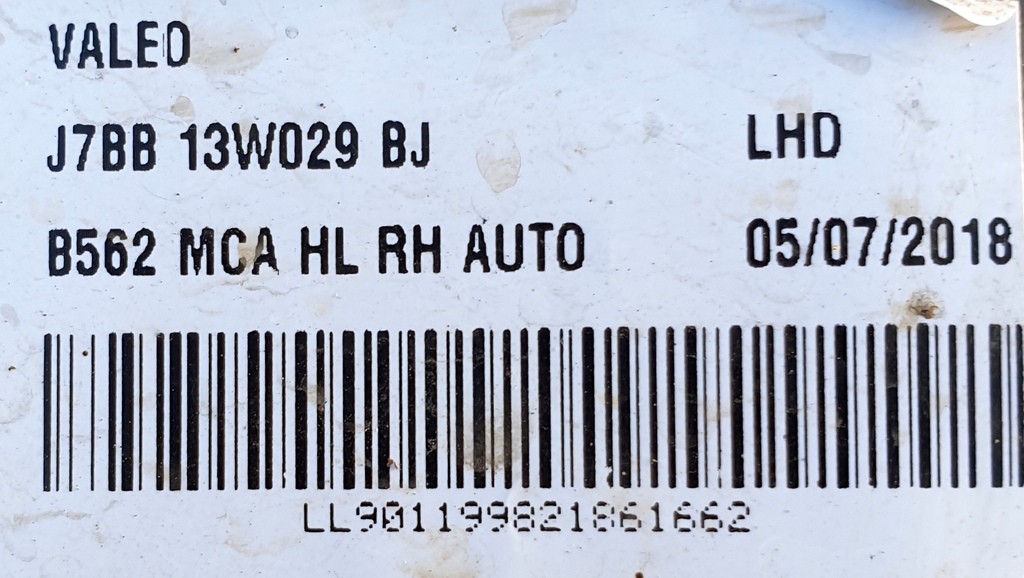 VALEO
J7BB 13W029 BJ LHD
B562 MCA HL RH AUTO 05/07/2018
LL901199821861662